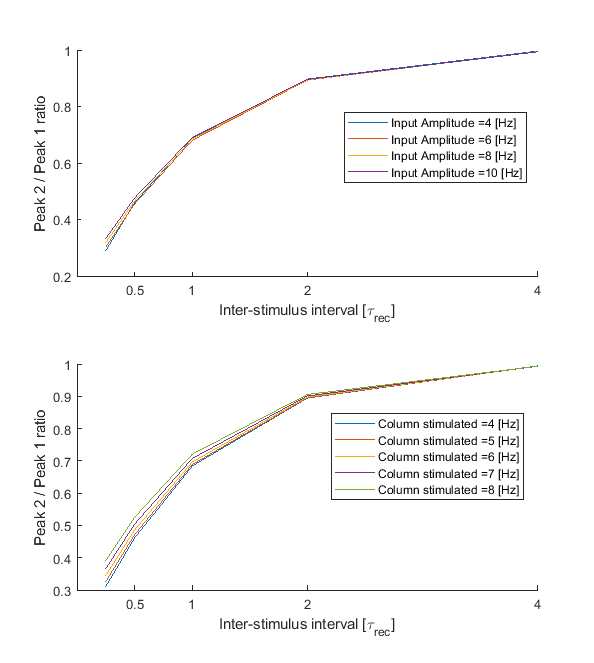 1
0.8
0.6
0.4
0.2
Peak 2 / Peak 1 ratio
Input Amplitude =4 [Hz]
Input Amplitude =6 [Hz]
Input Amplitude =8 [Hz]
Input Amplitude =10 [Hz]
0.5 1 2 4
Inter-stimulus interval [τrec]
1
0.9
0.8
0.7
0.6
0.5
0.4
0.3
Peak 2 / Peak 1 ratio
Column stimulated =4 [Hz]
Column stimulated =5 [Hz]
Column stimulated =6 [Hz]
Column stimulated =7 [Hz]
Column stimulated =8 [Hz]
0.5 1 2 4
Inter-stimulus interval [τrec]